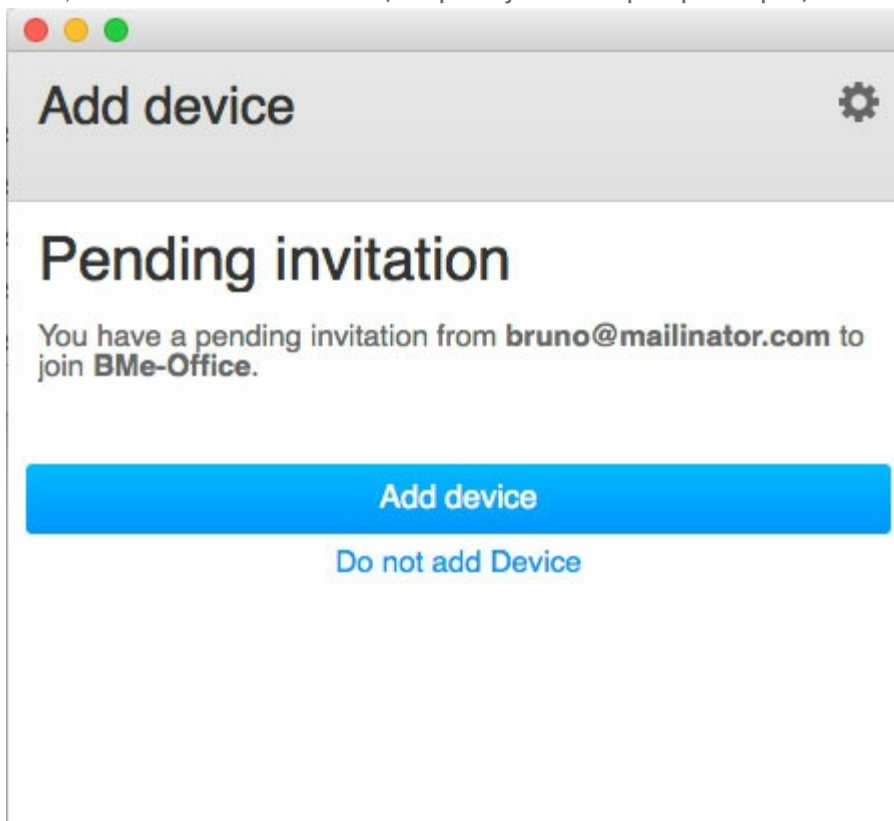 Add device
Pending invitation
You have a pending invitation from bruno@mailinator.com to
join BMe-Office.
Add device
Do not add Device